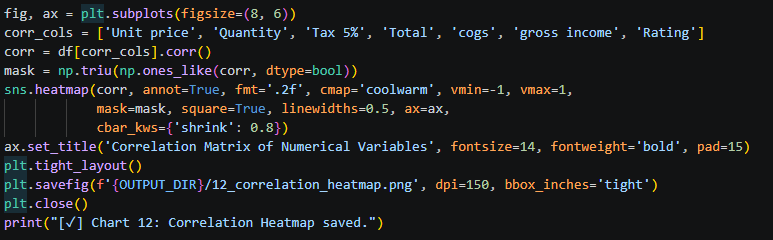 fig, ax = plt.subplots(figsize=(8, 6))
corr_cols = ['Unit price', 'Quantity', 'Tax 5%', 'Total', 'cogs', 'gross income', 'Rating']
corr = df[corr_cols].corr()
mask = np.triu(np.ones_like(corr, dtype=bool))
sns.heatmap(corr, annot=True, fmt='.2f', cmap='coolwarm', vmin=-1, vmax=1,
            mask=mask, square=True, linewidths=0.5, ax=ax,
            cbar_kws={'shrink': 0.8})
ax.set_title('Correlation Matrix of Numerical Variables', fontsize=14, fontweight='bold', pad=15)
plt.tight_layout()
plt.savefig(f'{OUTPUT_DIR}/12_correlation_heatmap.png', dpi=150, bbox_inches='tight')
plt.close()
print("[✓] Chart 12: Correlation Heatmap saved.")